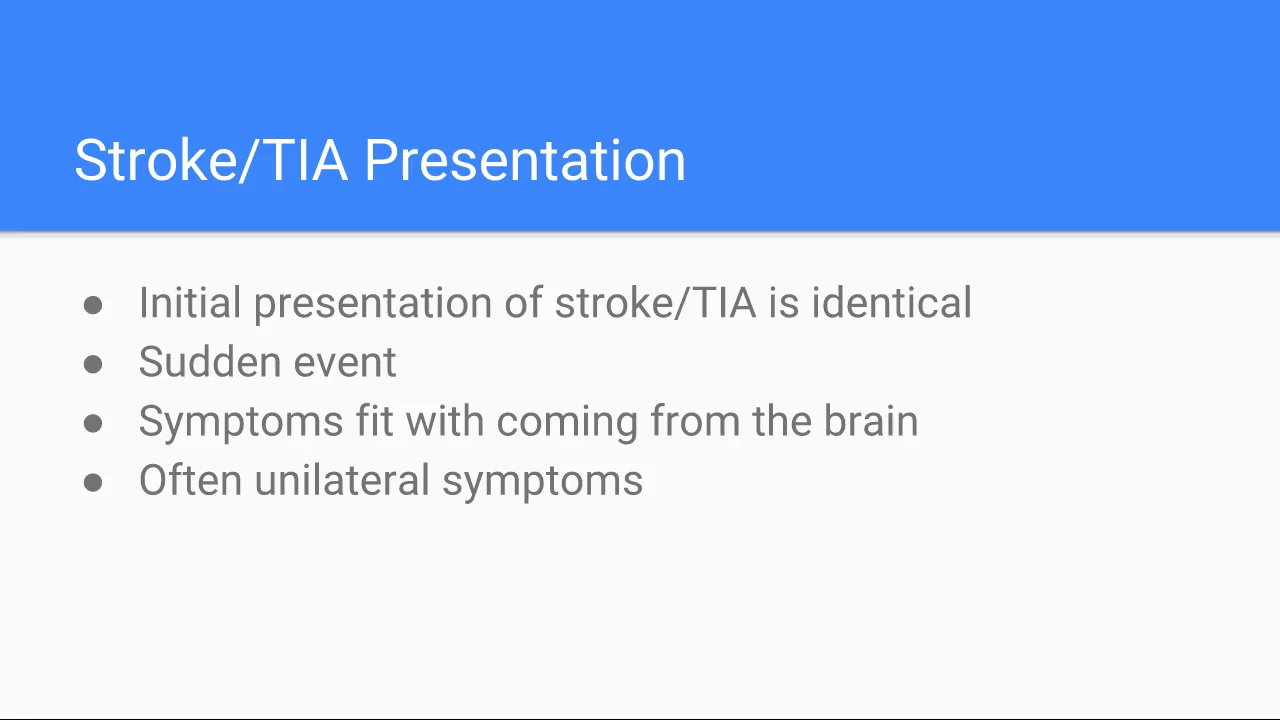 Stroke/TIA Presentation
● Initial presentation of stroke/TIA is identical
● Sudden event
● Symptoms fit with coming from the brain
● Often unilateral symptoms